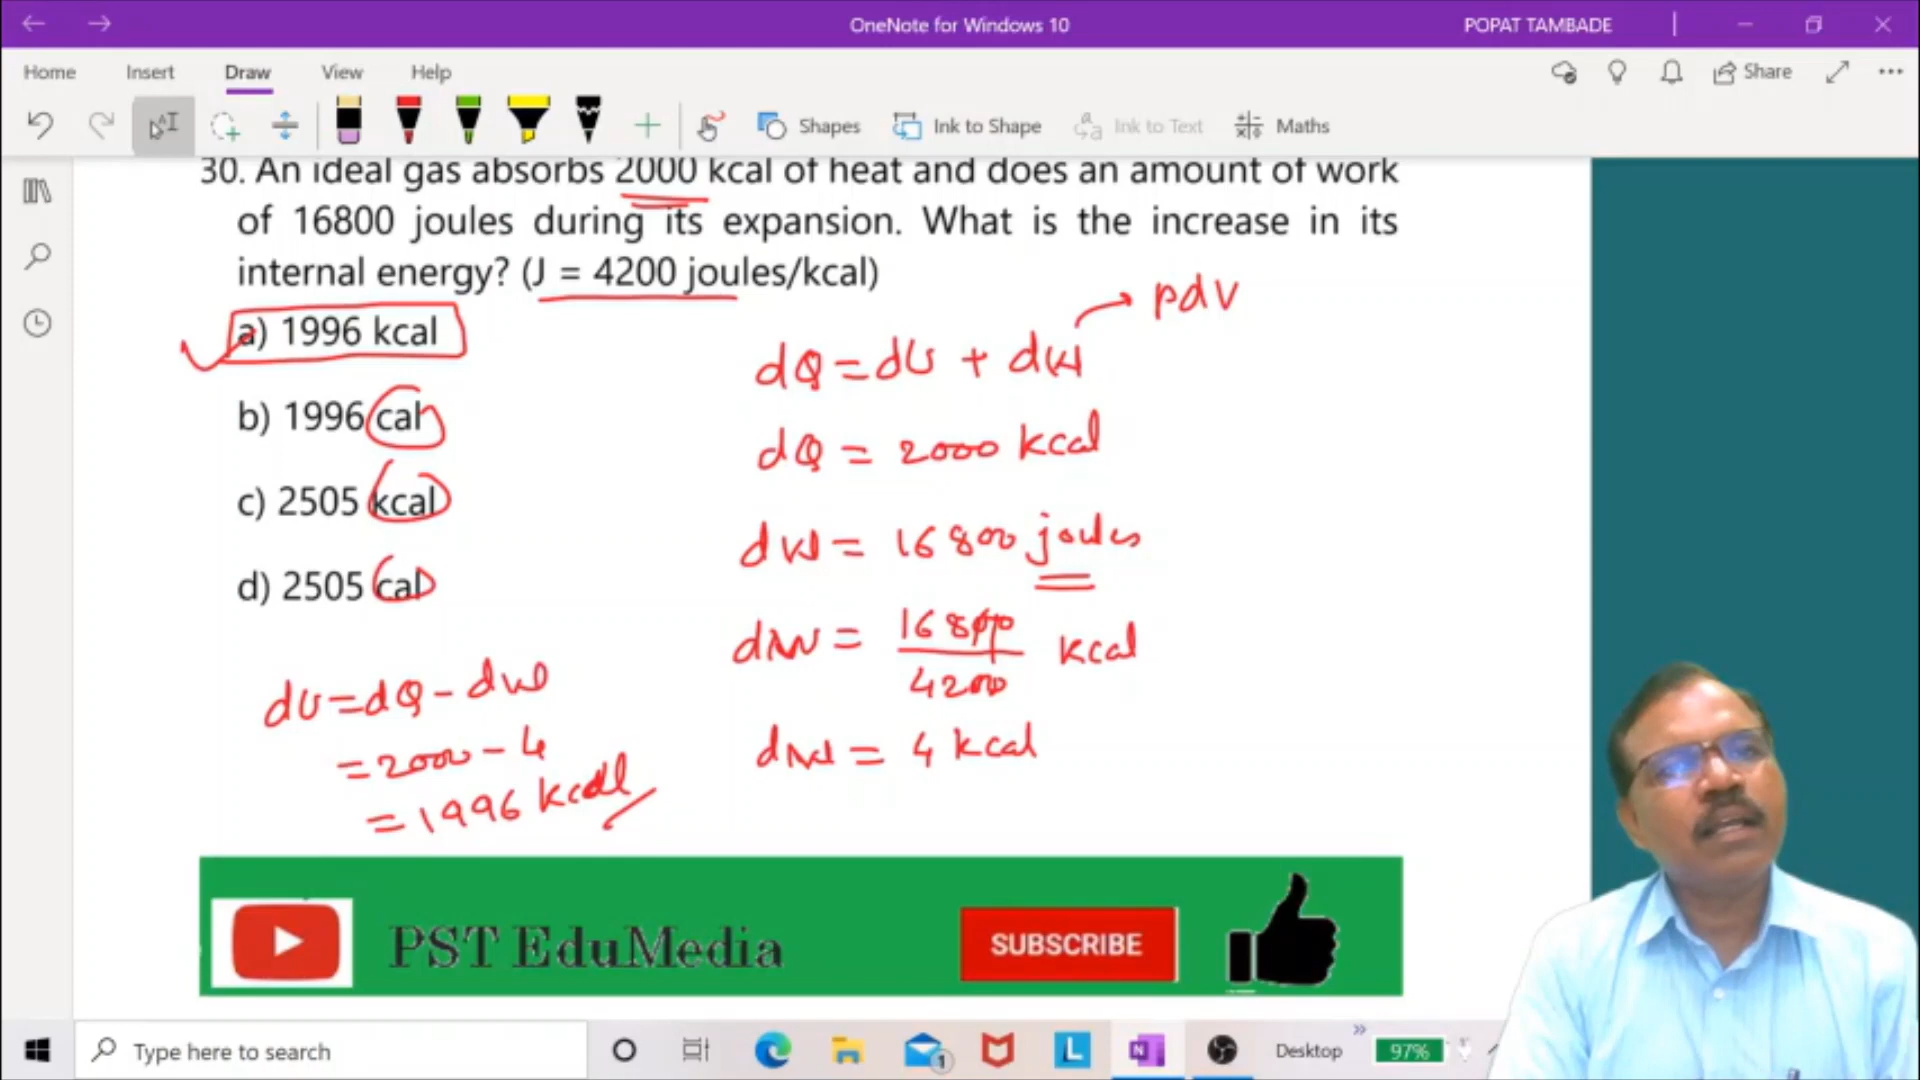 OneNote for Windows 10
POPAT TAMBADE
Home Insert Draw View Help
Share
Shapes Ink to Shape Ink to Text Maths
30. An ideal gas absorbs 2000 kcal of heat and does an amount of work
of 16800 joules during its expansion. What is the increase in its
internal energy? (J = 4200 joules/kcal)
a) 1996 kcal
b) 1996 cal
c) 2505 kcal
d) 2505 cal
pdV
dQ = dU + dW
dQ = 2000 kcal
dW = 16800 joules
dW = 16800
4200 kcal
dW = 4 kcal
dU = dQ - dW
= 2000 - 4
= 1996 kcal
PST EduMedia
SUBSCRIBE
Type here to search
1
L
N
Desktop
97%